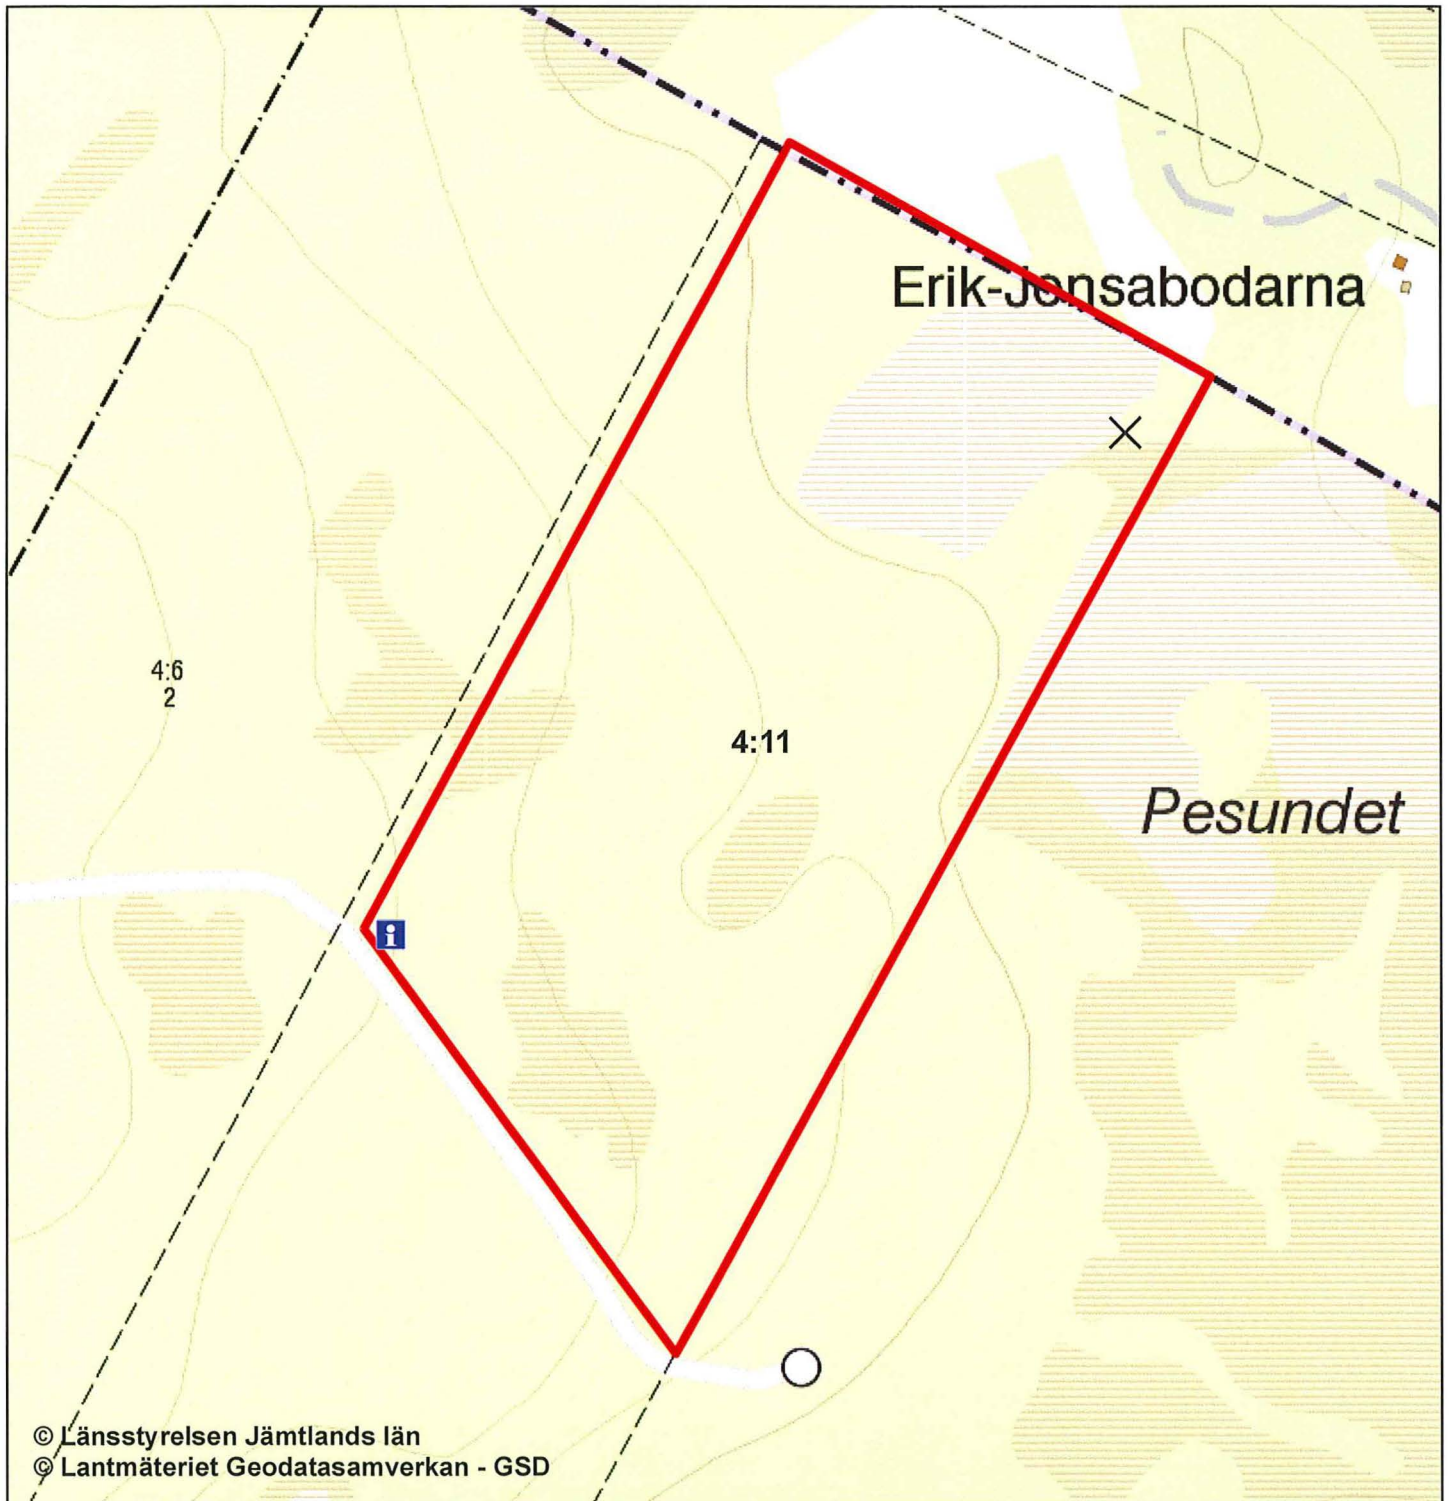 Erik-Jonsabodarna
4:6
2
4:11
Pesundet
i
© Länsstyrelsen Jämtlands län
© Lantmäteriet Geodatasamverkan - GSD